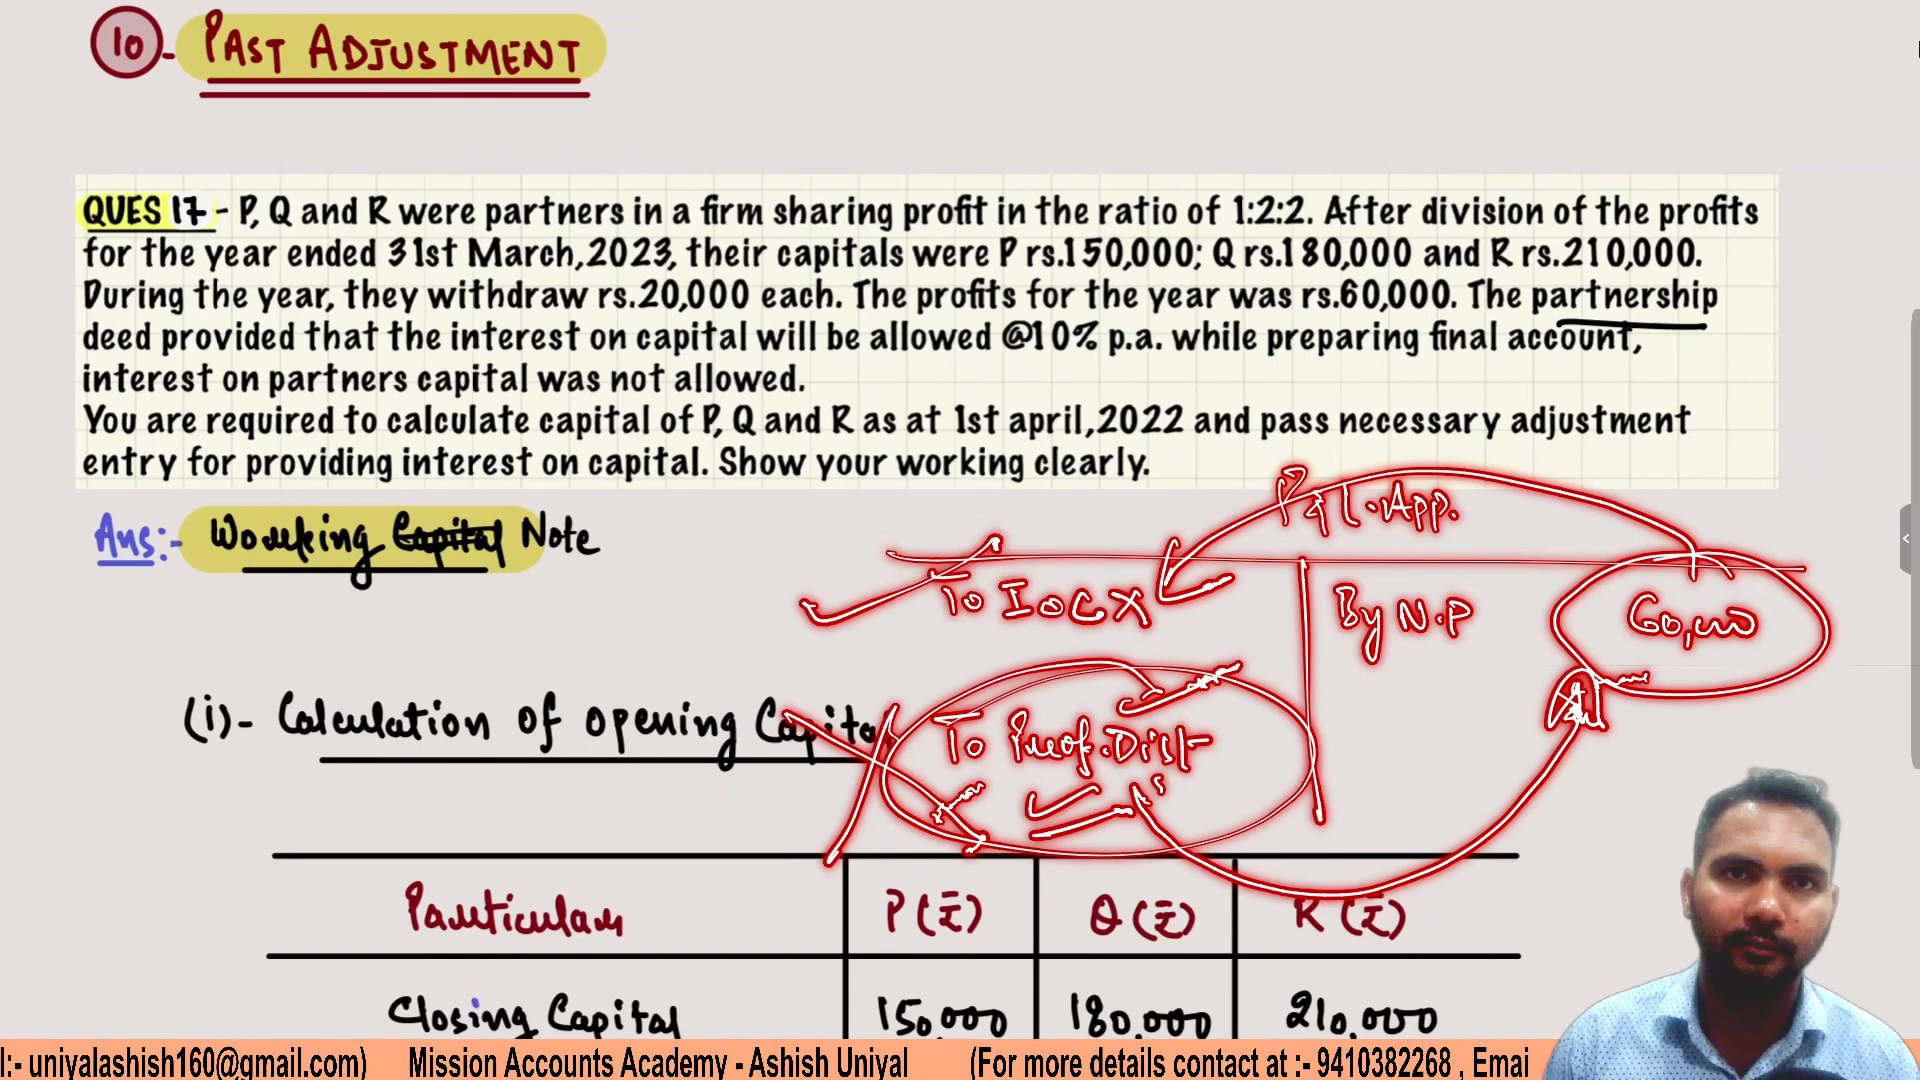 10 - PAST ADJUSTMENT
QUES 17 - P, Q and R were partners in a firm sharing profit in the ratio of 1:2:2. After division of the profits
for the year ended 31st March,2023, their capitals were P rs.150,000; Q rs.180,000 and R rs.210,000.
During the year, they withdraw rs.20,000 each. The profits for the year was rs.60,000. The partnership
deed provided that the interest on capital will be allowed @10% p.a. while preparing final account,
interest on partners capital was not allowed.
You are required to calculate capital of P, Q and R as at 1st april,2022 and pass necessary adjustment
entry for providing interest on capital. Show your working clearly.
Ans:- Working Capital Note
P & L. App.
To IOC X
By N.P
60,000
(i)- Calculation of opening Capital
To Prof. Dist
Particulars P (₹) Q (₹) R (₹)
Closing Capital 150,000 180,000 210,000
l:- uniyalashish160@gmail.com) Mission Accounts Academy - Ashish Uniyal (For more details contact at :- 9410382268 , Emai